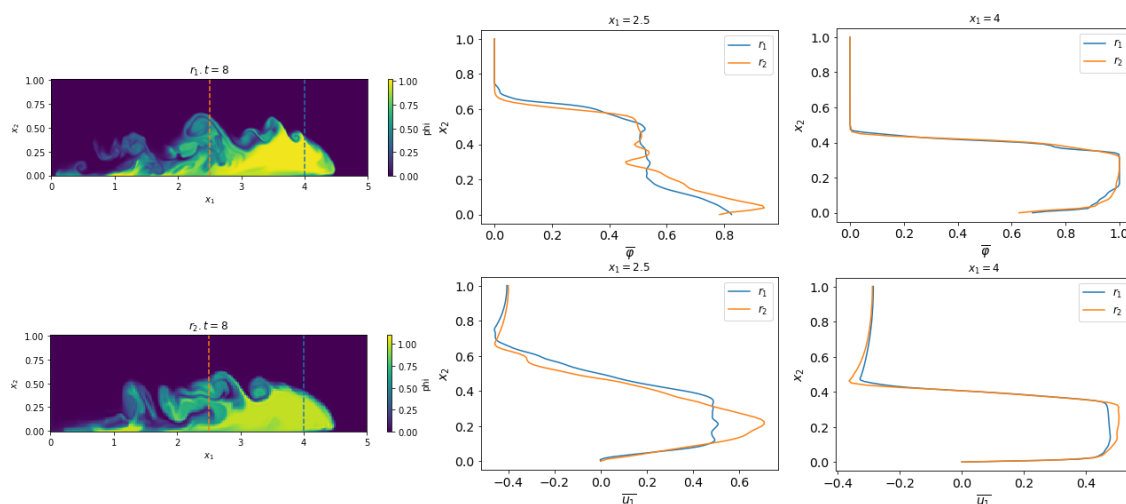 r₁. t = 8
x₂
1.00
0.75
0.50
0.25
0.00
0 1 2 3 4 5
x₁
1.00
0.75
0.50
0.25
0.00
phi
x₁ = 2.5
x₂
1.0
0.8
0.6
0.4
0.2
0.0
0.0 0.2 0.4 0.6 0.8
φ̅
r₁
r₂
x₁ = 4
x₂
1.0
0.8
0.6
0.4
0.2
0.0
0.0 0.2 0.4 0.6 0.8 1.0
φ̅
r₁
r₂
r₂. t = 8
x₂
1.00
0.75
0.50
0.25
0.00
0 1 2 3 4 5
x₁
1.00
0.75
0.50
0.25
0.00
phi
x₁ = 2.5
x₂
1.0
0.8
0.6
0.4
0.2
0.0
−0.4 −0.2 0.0 0.2 0.4 0.6
u̅₁
r₁
r₂
x₁ = 4
x₂
1.0
0.8
0.6
0.4
0.2
0.0
−0.4 −0.2 0.0 0.2 0.4
u̅₁
r₁
r₂